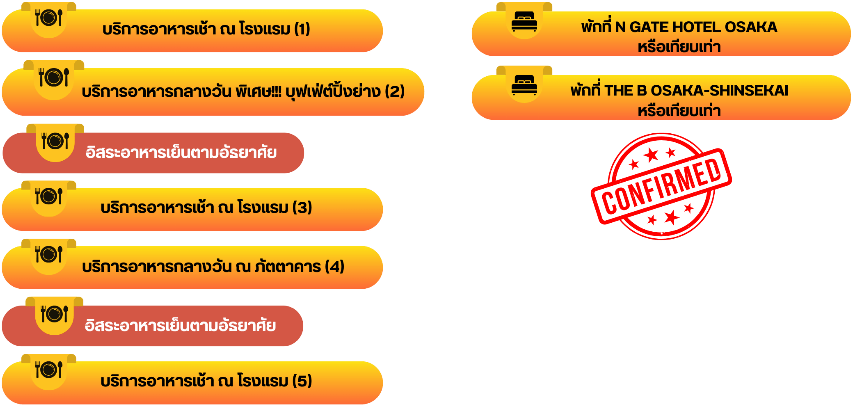 บริการอาหารเช้า ณ โรงแรม (1)
บริการอาหารกลางวัน พิเศษ!!! บุฟเฟ่ต์ปิ้งย่าง (2)
อิสระอาหารเย็นตามอัธยาศัย
บริการอาหารเช้า ณ โรงแรม (3)
บริการอาหารกลางวัน ณ ภัตตาคาร (4)
อิสระอาหารเย็นตามอัธยาศัย
บริการอาหารเช้า ณ โรงแรม (5)
พักที่ N GATE HOTEL OSAKA
หรือเทียบเท่า
พักที่ THE B OSAKA-SHINSEKAI
หรือเทียบเท่า
CONFIRMED